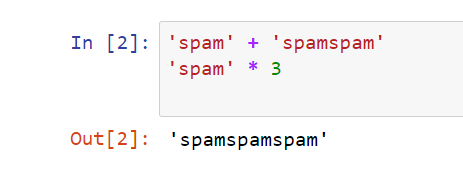 In [2]: 'spam' + 'spamspam'
'spam' * 3
Out[2]: 'spamspamspam'